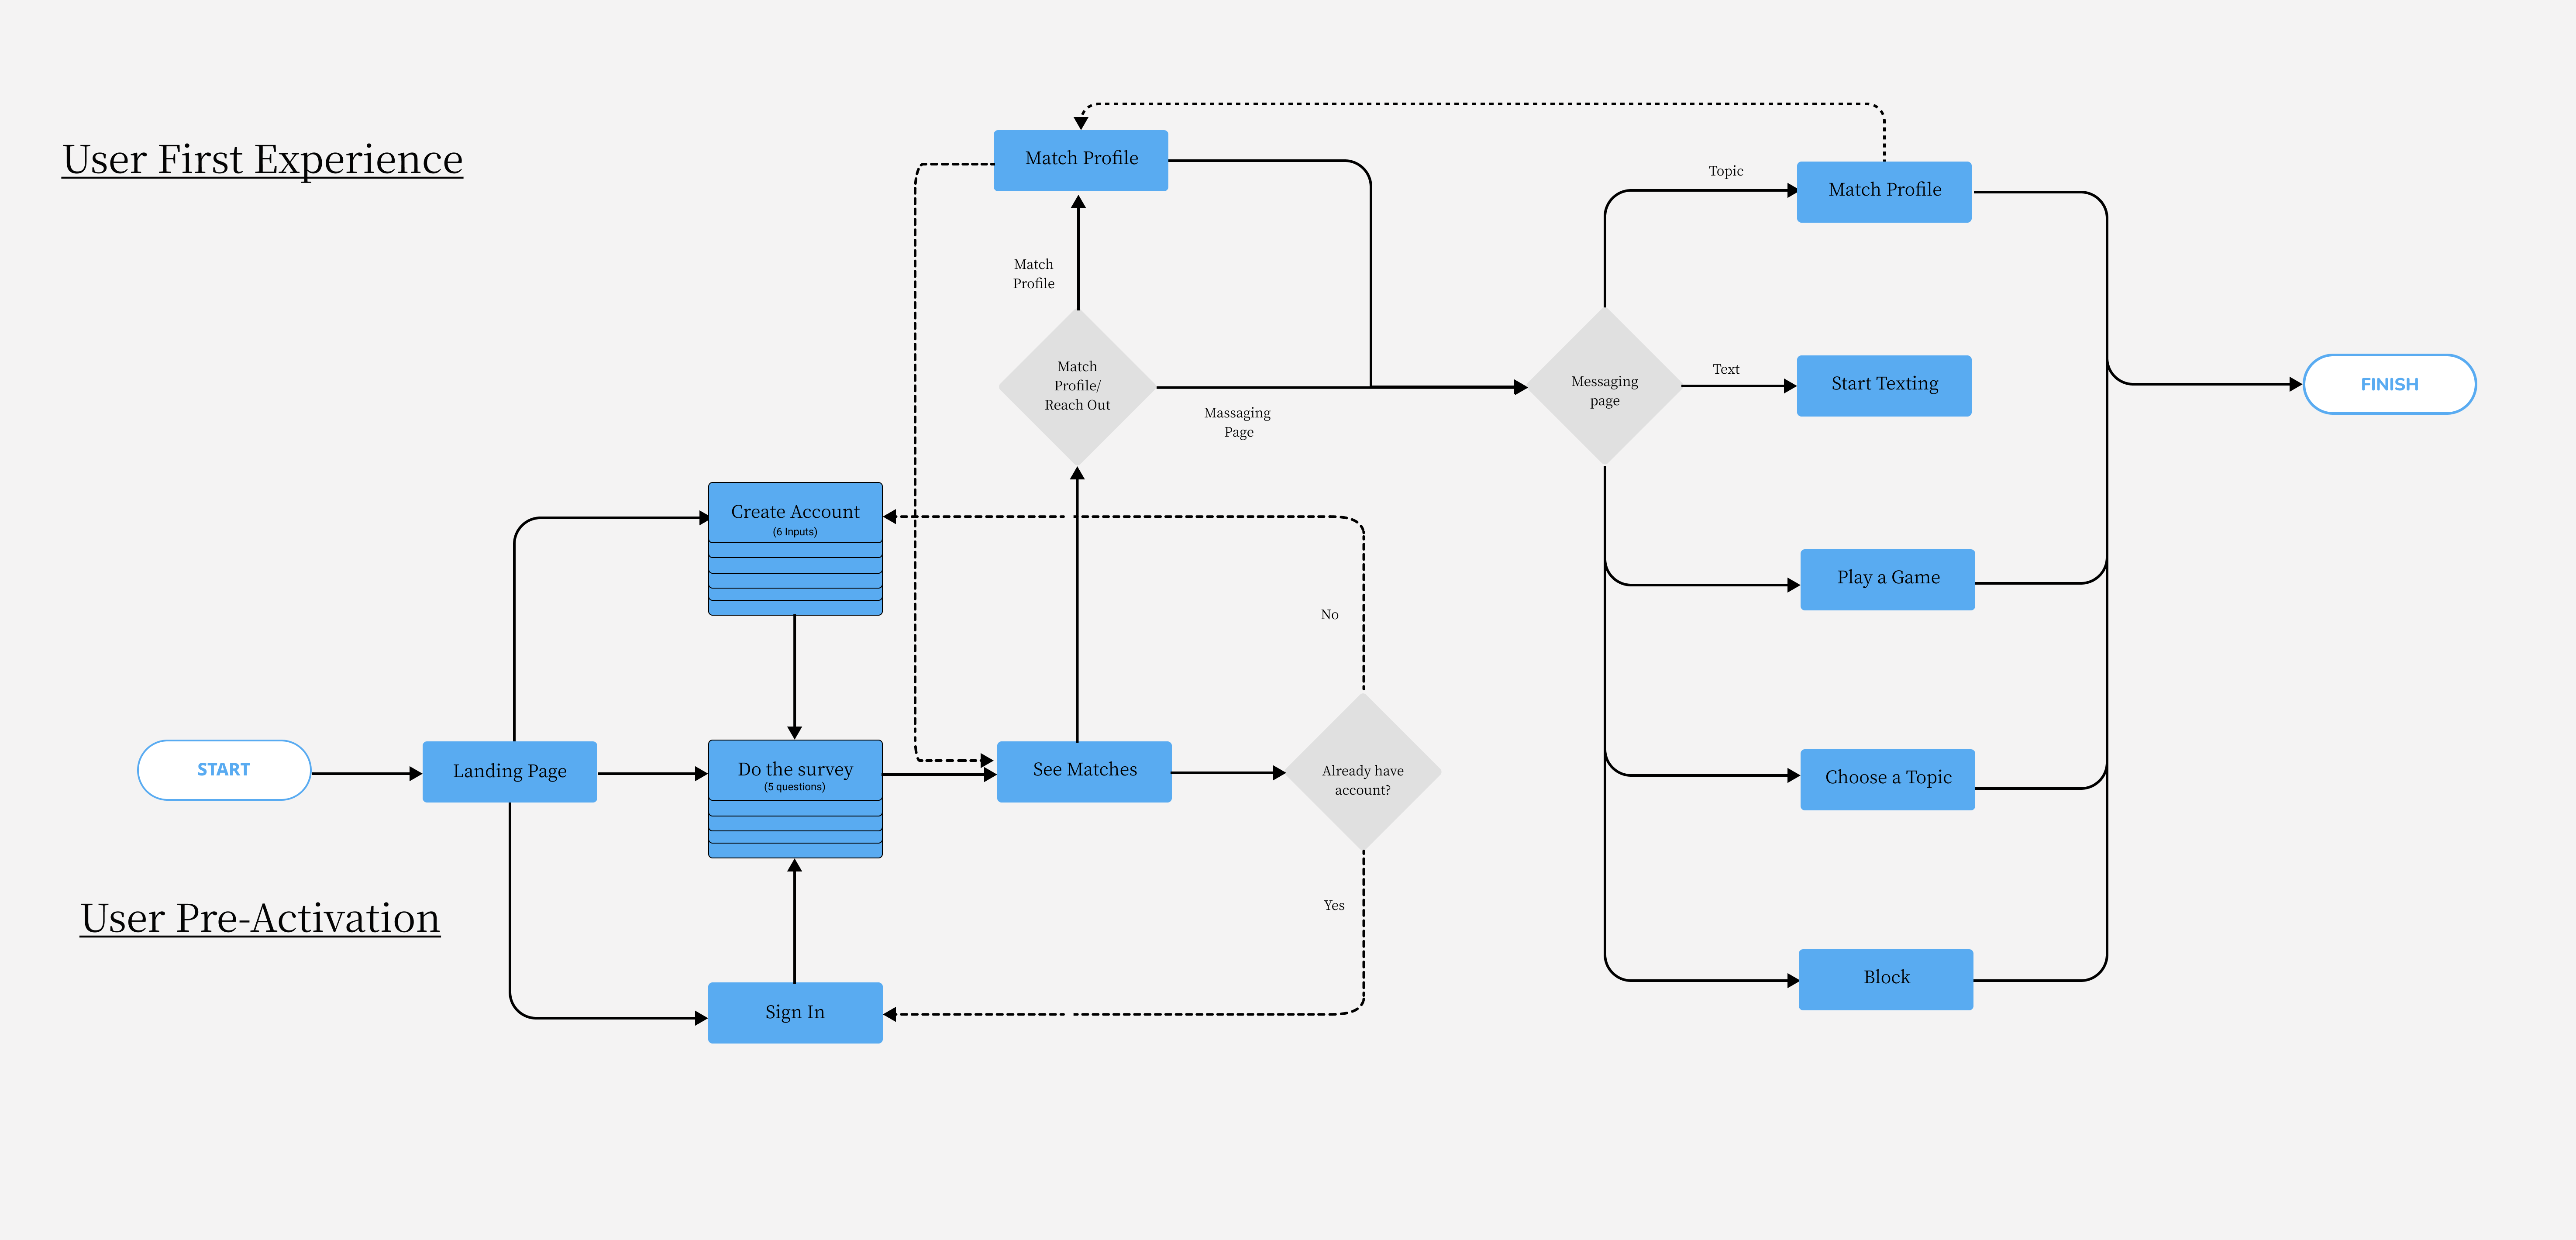 User First Experience
Match Profile
Topic
Match Profile
Match
Profile
Match
Profile/
Reach Out
Massaging
Page
Messaging
page
Text
Start Texting
FINISH
Create Account
(6 Inputs)
No
Play a Game
START
Landing Page
Do the survey
(5 questions)
See Matches
Already have
account?
Choose a Topic
User Pre-Activation
Yes
Sign In
Block